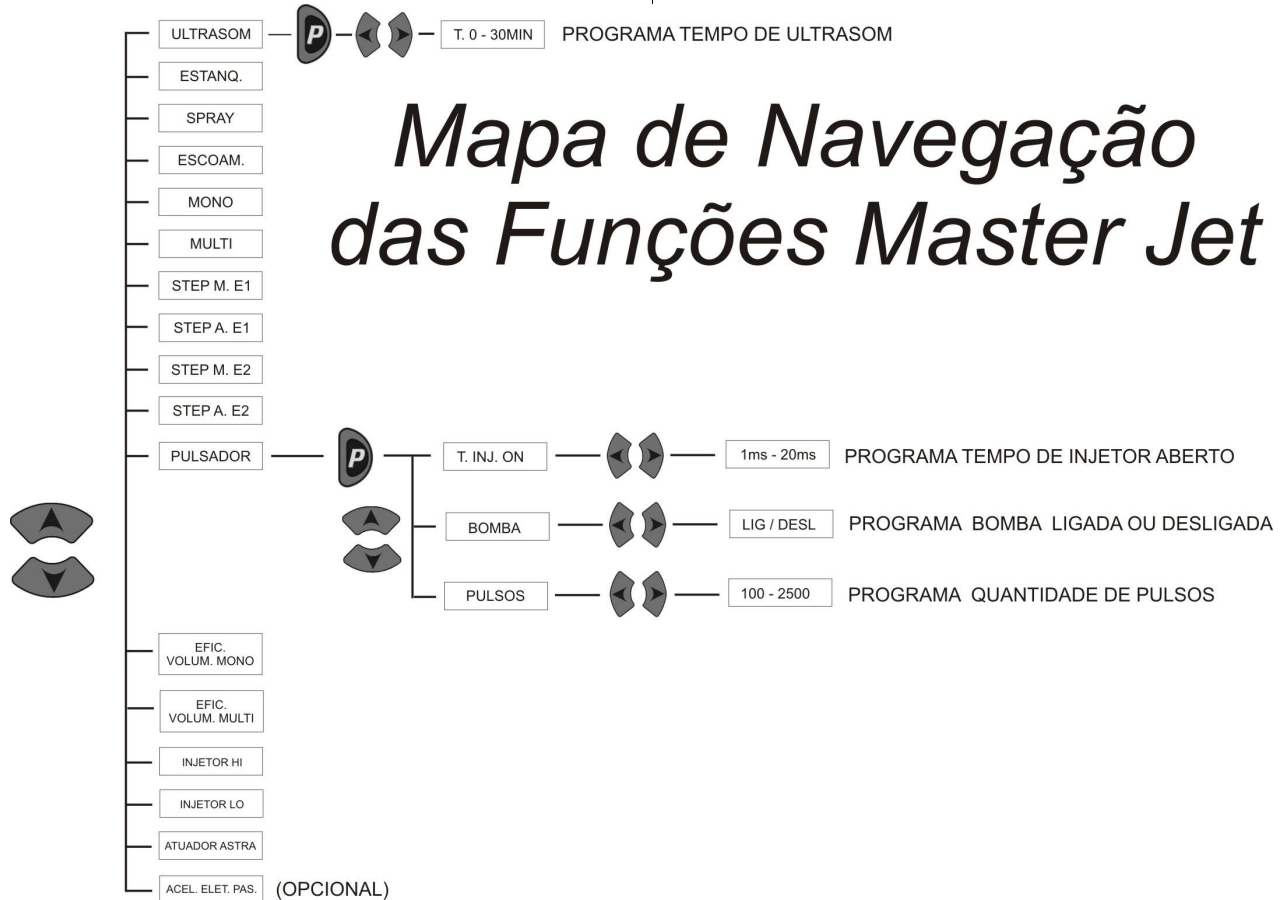 ULTRASOM
P
T. 0 - 30MIN
PROGRAMA TEMPO DE ULTRASOM
ESTANQ.
SPRAY
ESCOAM.
MONO
MULTI
STEP M. E1
STEP A. E1
STEP M. E2
STEP A. E2
Mapa de Navegação
das Funções Master Jet
PULSADOR
P
T. INJ. ON
1ms - 20ms
PROGRAMA TEMPO DE INJETOR ABERTO
BOMBA
LIG / DESL
PROGRAMA BOMBA LIGADA OU DESLIGADA
PULSOS
100 - 2500
PROGRAMA QUANTIDADE DE PULSOS
EFIC.
VOLUM. MONO
EFIC.
VOLUM. MULTI
INJETOR HI
INJETOR LO
ATUADOR ASTRA
ACEL. ELET. PAS.
(OPCIONAL)